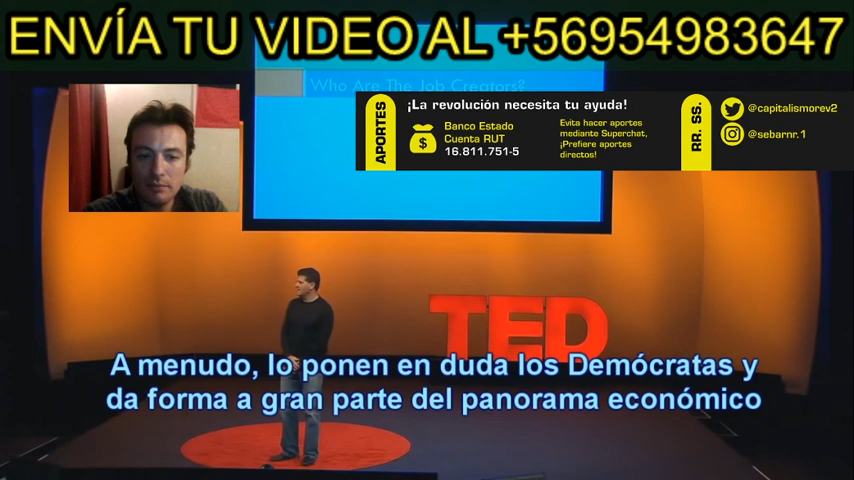 ENVÍA TU VIDEO AL +56954983647
Who Are The Job Creators?
APORTES
¡La revolución necesita tu ayuda!
Banco Estado
Cuenta RUT
16.811.751-5
Evita hacer aportes
mediante Superchat,
¡Prefiere aportes
directos!
RR. SS.
@capitalismorev2
@sebarnr.1
TED
A menudo, lo ponen en duda los Demócratas y
da forma a gran parte del panorama económico